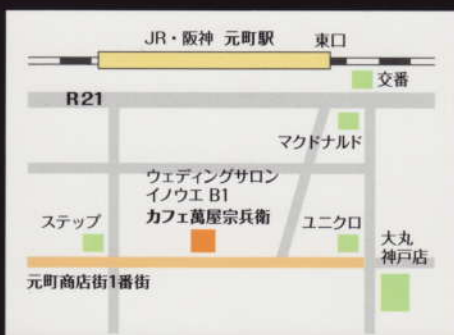 JR・阪神 元町駅
東口
交番
R21
マクドナルド
ウェディングサロン
イノウエ B1
カフェ萬屋宗兵衛
ステップ
ユニクロ
大丸
神戸店
元町商店街1番街